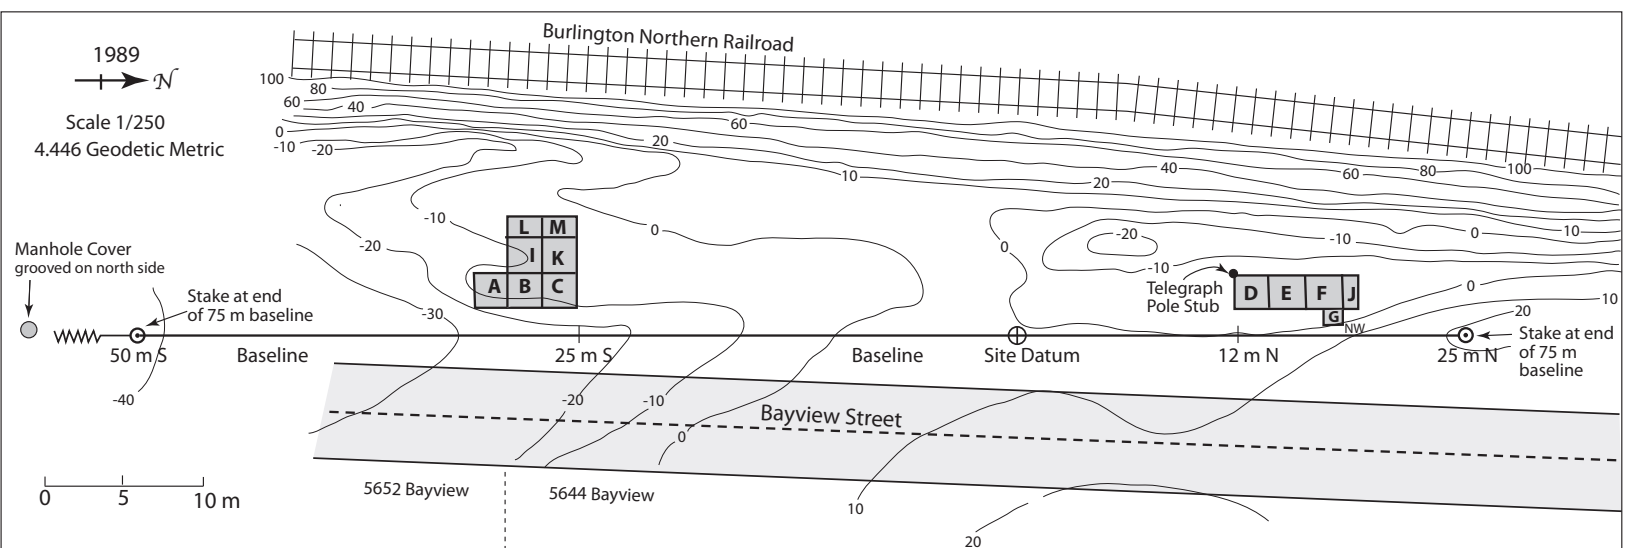 Burlington Northern Railroad
1989
N
Scale 1/250
4.446 Geodetic Metric
100
80
60
40
0
-10
-20
60
20
10
40
20
60
80
100
-10
-20
0
0
-20
-10
-10
0
10
0
10
20
L M
I K
A B C
D E F J
G
NW
Telegraph
Pole Stub
Manhole Cover
grooved on north side
Stake at end
of 75 m baseline
-30
50 m S
Baseline
25 m S
Baseline
Site Datum
12 m N
25 m N
Stake at end
of 75 m
baseline
-40
-20
-10
0
Bayview Street
0 5 10 m
5652 Bayview
5644 Bayview
10
20